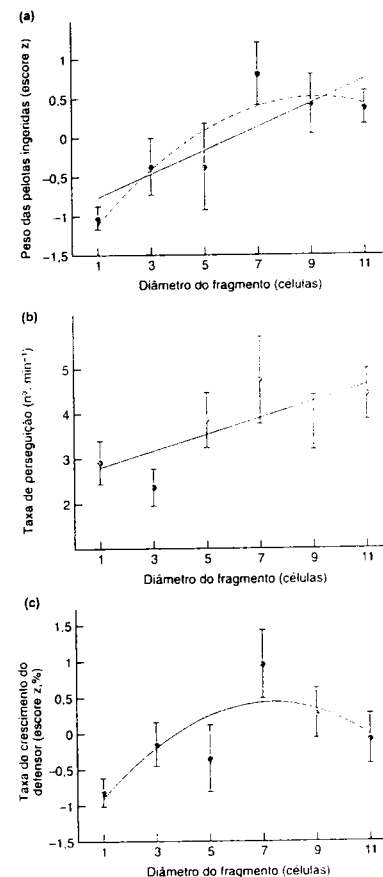 (a)
Peso das pelotas ingeridas (escore z)
1
0,5
0
−0,5
−1
−1,5
1 3 5 7 9 11
Diâmetro do fragmento (células)
(b)
Taxa de perseguição (nº. min⁻¹)
5
4
3
2
1 3 5 7 9 11
Diâmetro do fragmento (células)
(c)
Taxa de crescimento do
defensor (escore z,%)
1,5
1
0,5
0
−0,5
−1
−1,5
1 3 5 7 9 11
Diâmetro do fragmento (células)